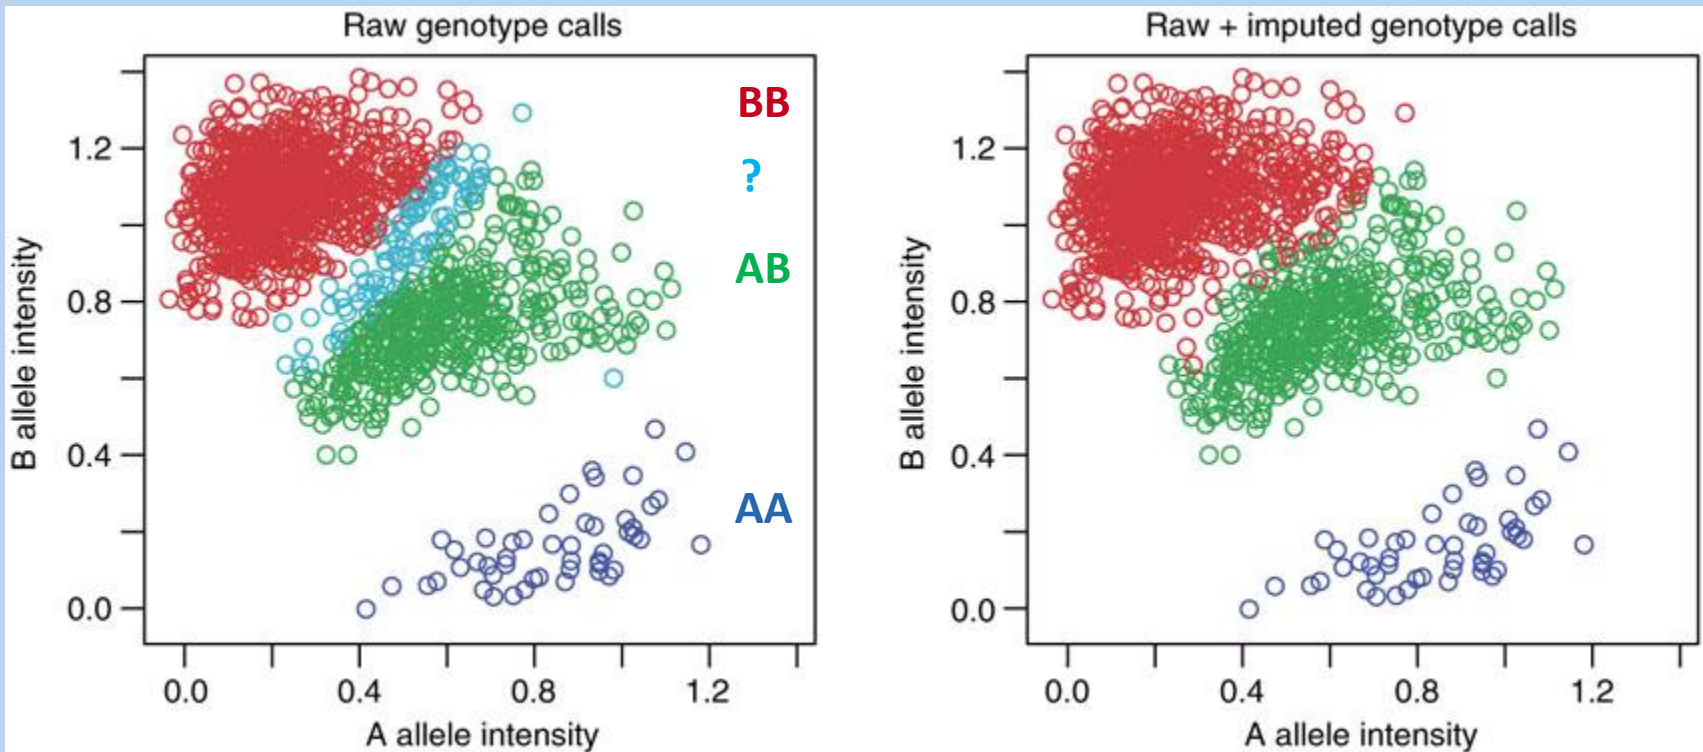 Raw genotype calls
BB
?
AB
AA
1.2
0.8
0.4
0.0
B allele intensity
0.0 0.4 0.8 1.2
A allele intensity
Raw + imputed genotype calls
1.2
0.8
0.4
0.0
B allele intensity
0.0 0.4 0.8 1.2
A allele intensity